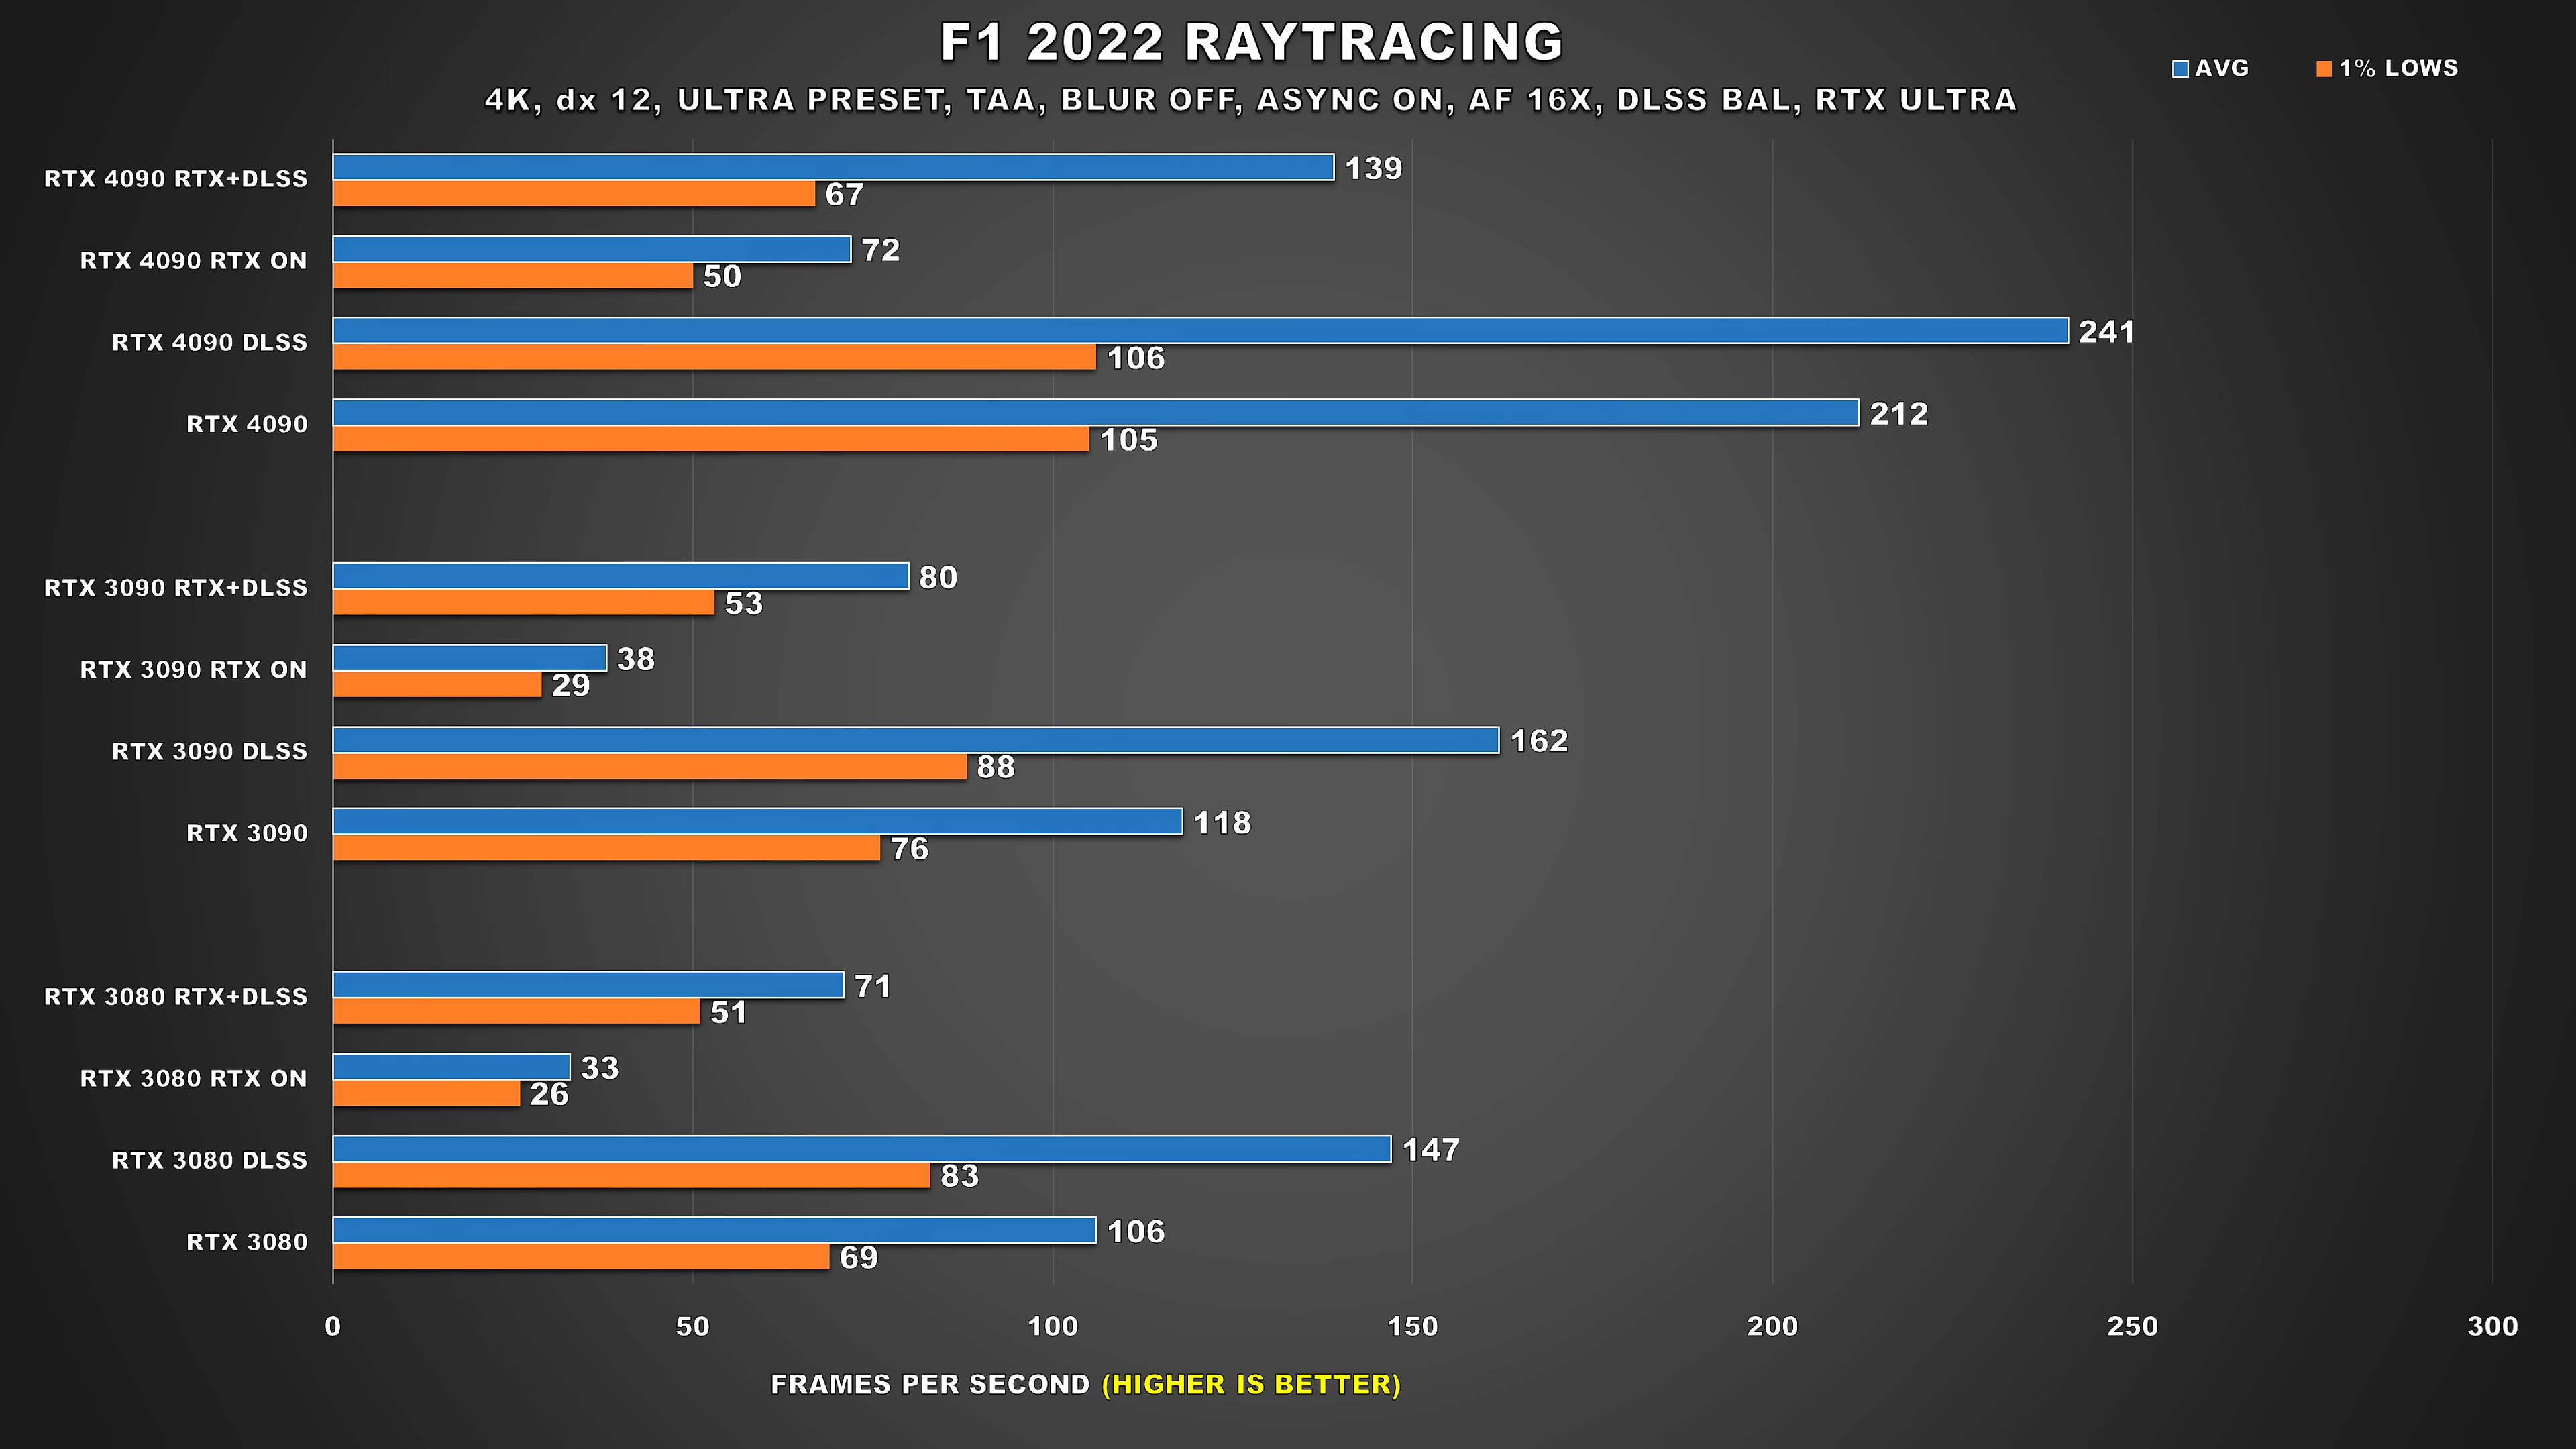 F1 2022 RAYTRACING
4K, dx 12, ULTRA PRESET, TAA, BLUR OFF, ASYNC ON, AF 16X, DLSS BAL, RTX ULTRA
AVG 1% LOWS
RTX 4090 RTX+DLSS 139
67
RTX 4090 RTX ON 72
50
RTX 4090 DLSS 241
106
RTX 4090 212
105
RTX 3090 RTX+DLSS 80
53
RTX 3090 RTX ON 38
29
RTX 3090 DLSS 162
88
RTX 3090 118
76
RTX 3080 RTX+DLSS 71
51
RTX 3080 RTX ON 33
26
RTX 3080 DLSS 147
83
RTX 3080 106
69
0 50 100 150 200 250 300
FRAMES PER SECOND (HIGHER IS BETTER)